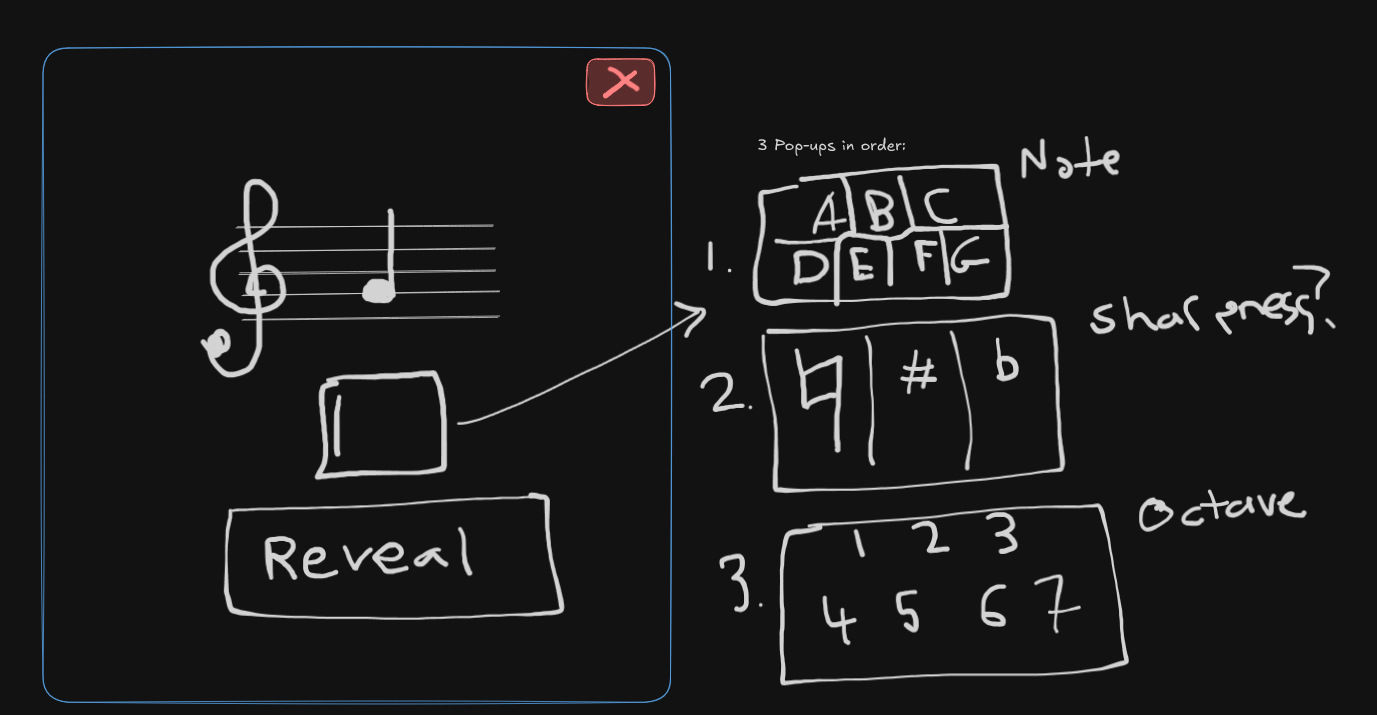 X
3 Pop-ups in order:
Note
1.
A B C
D E F G
sharpness?
2.
♮ # b
Octave
3.
1 2 3
4 5 6 7
Reveal